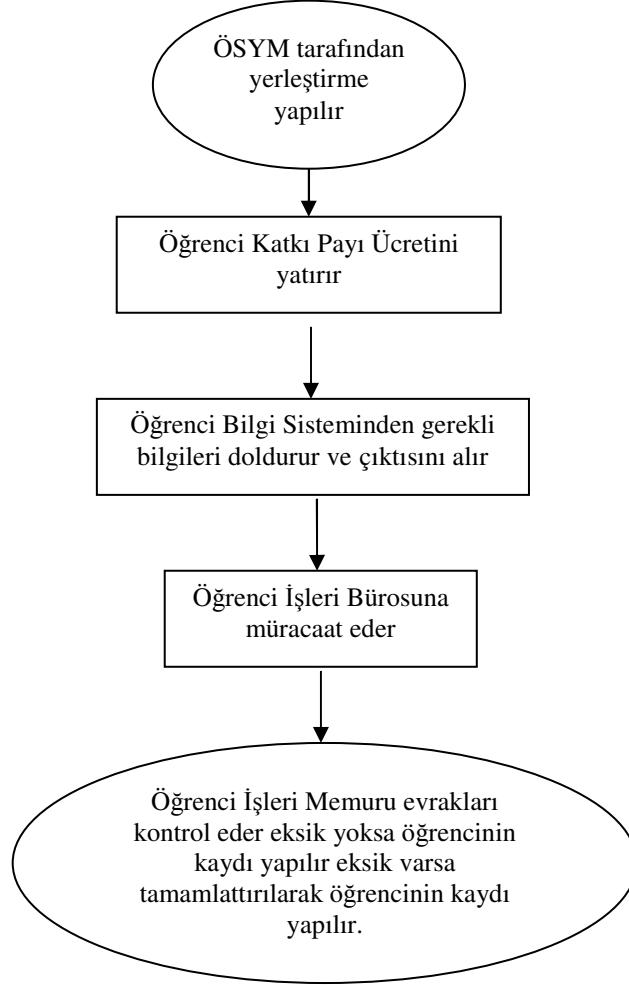 ÖSYM tarafından
yerleştirme
yapılır
Öğrenci Katkı Payı Ücretini
yatırır
Öğrenci Bilgi Sisteminden gerekli
bilgileri doldurur ve çıktısını alır
Öğrenci İşleri Bürosuna
müracaat eder
Öğrenci İşleri Memuru evrakları
kontrol eder eksik yoksa öğrencinin
kaydı yapılır eksik varsa
tamamlattırılarak öğrencinin kaydı
yapılır.